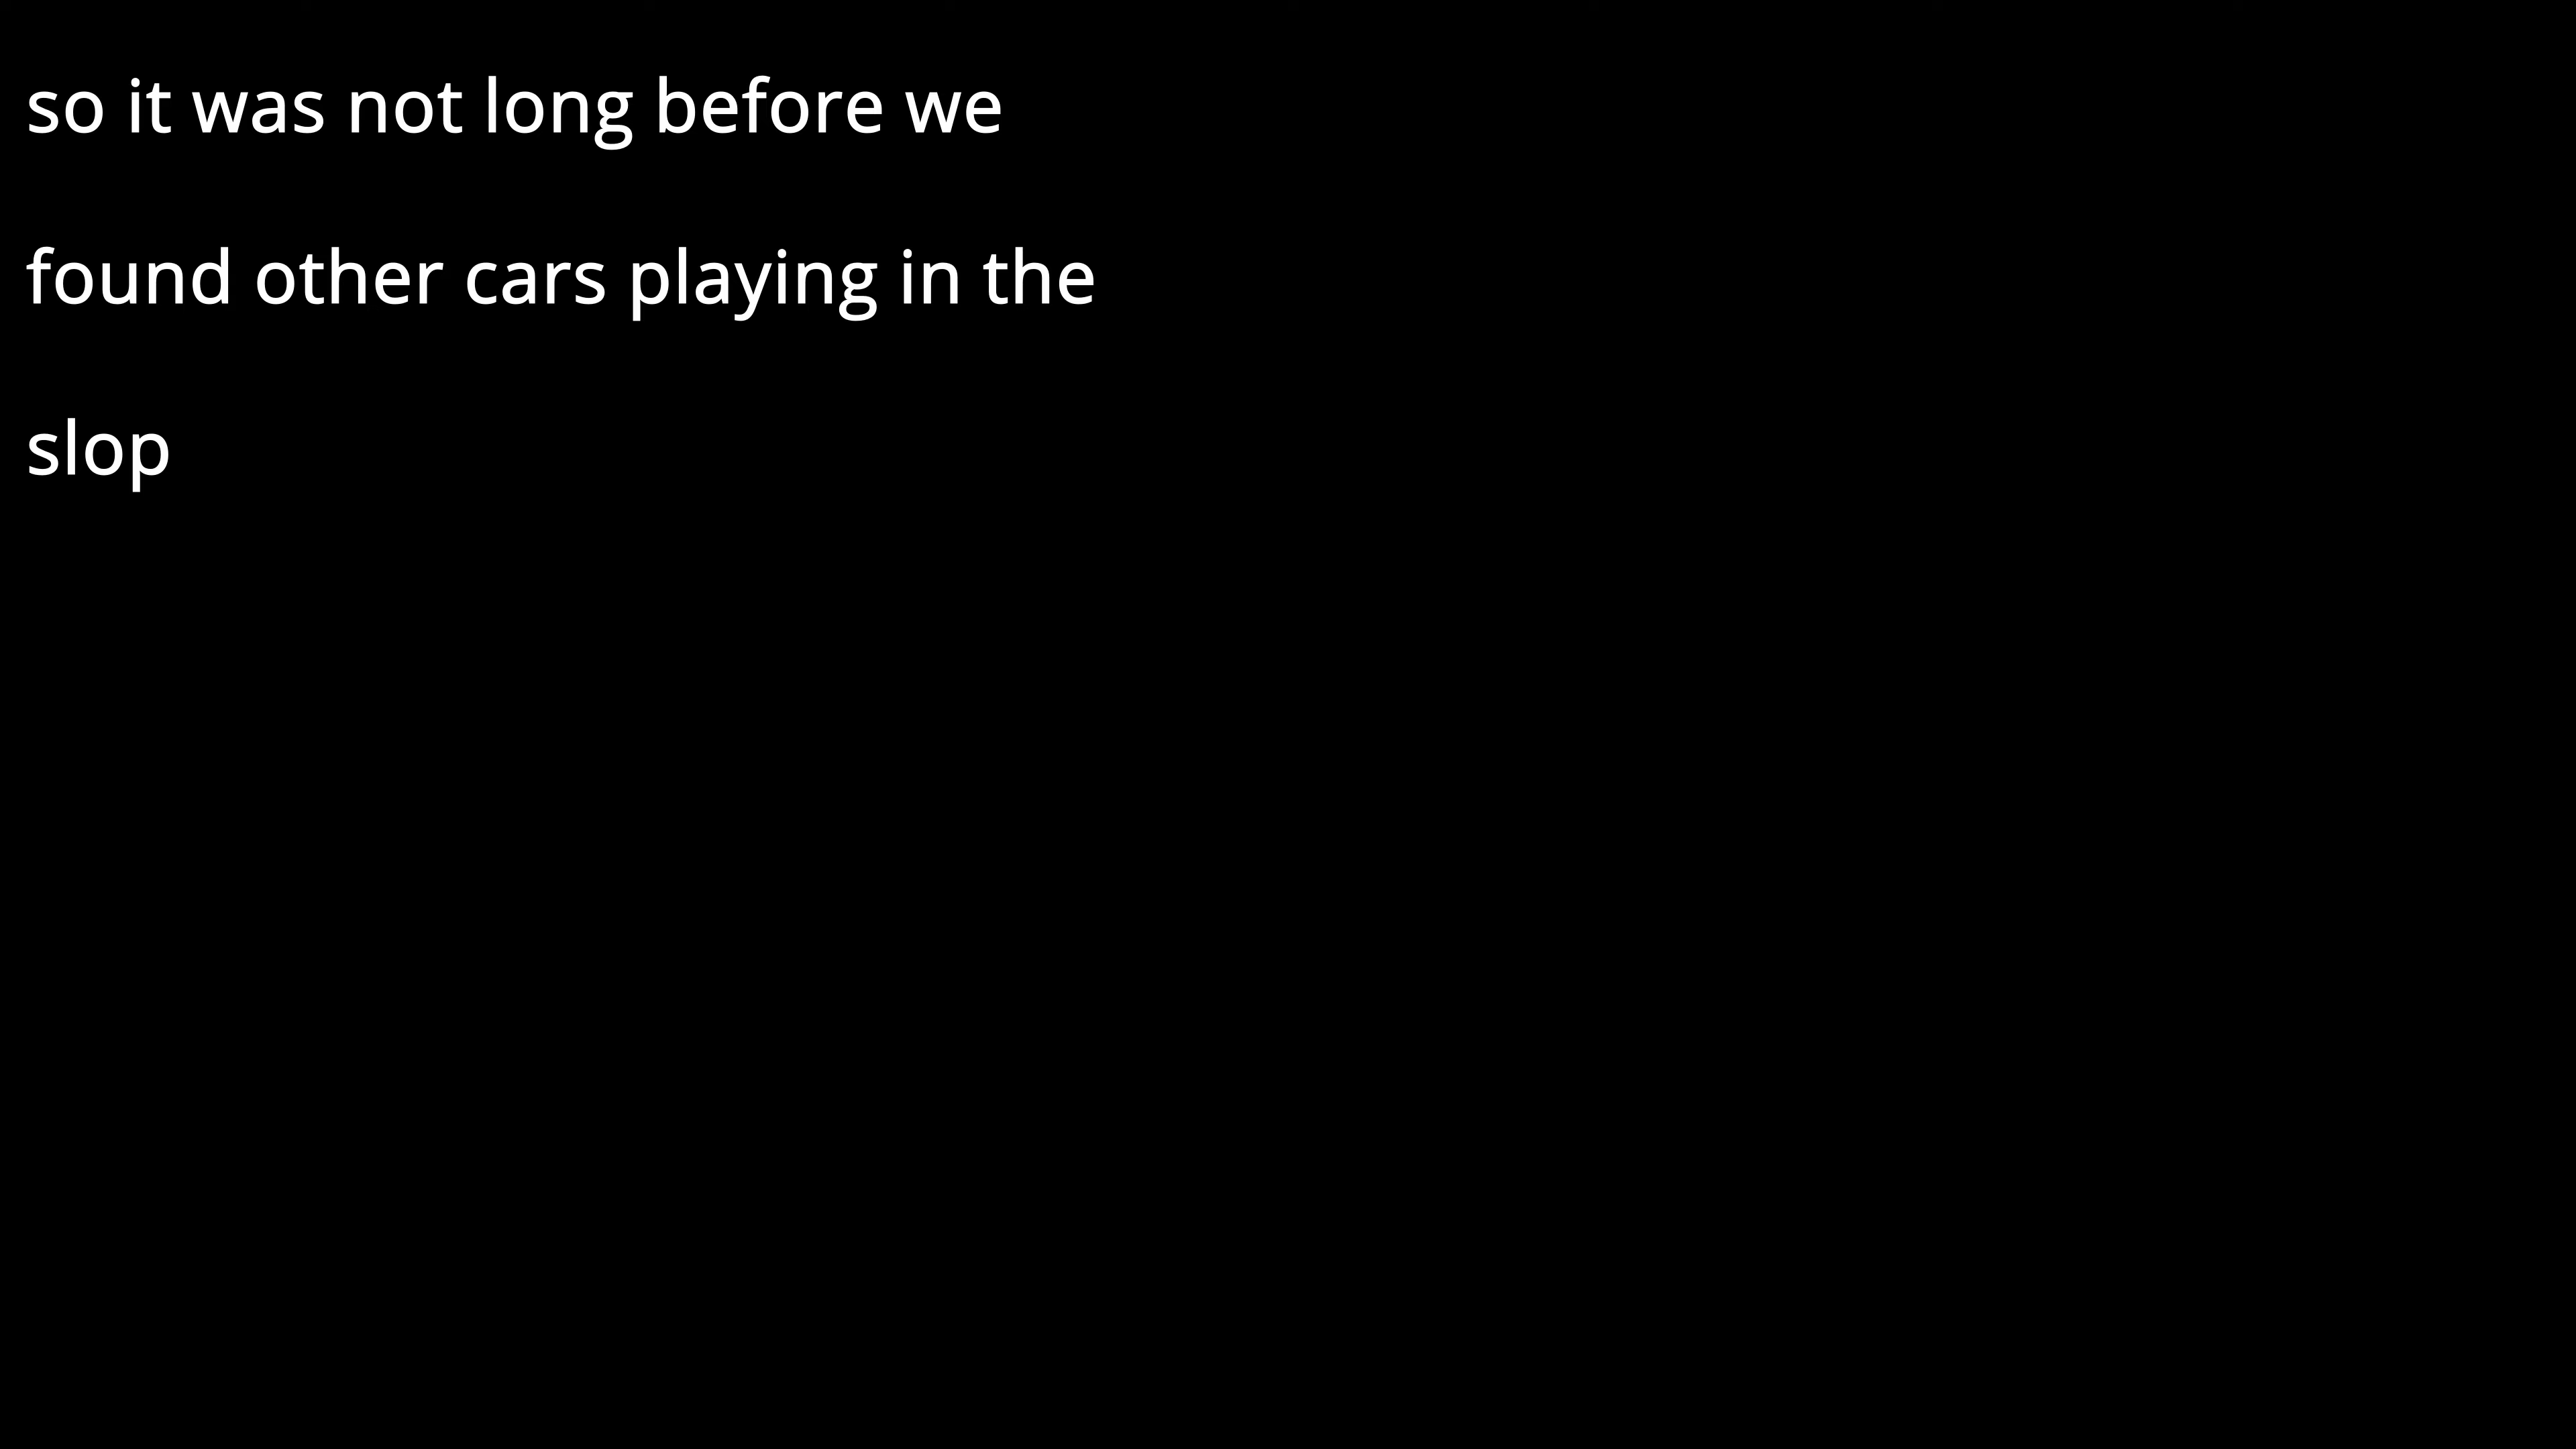 so it was not long before we
found other cars playing in the
slop